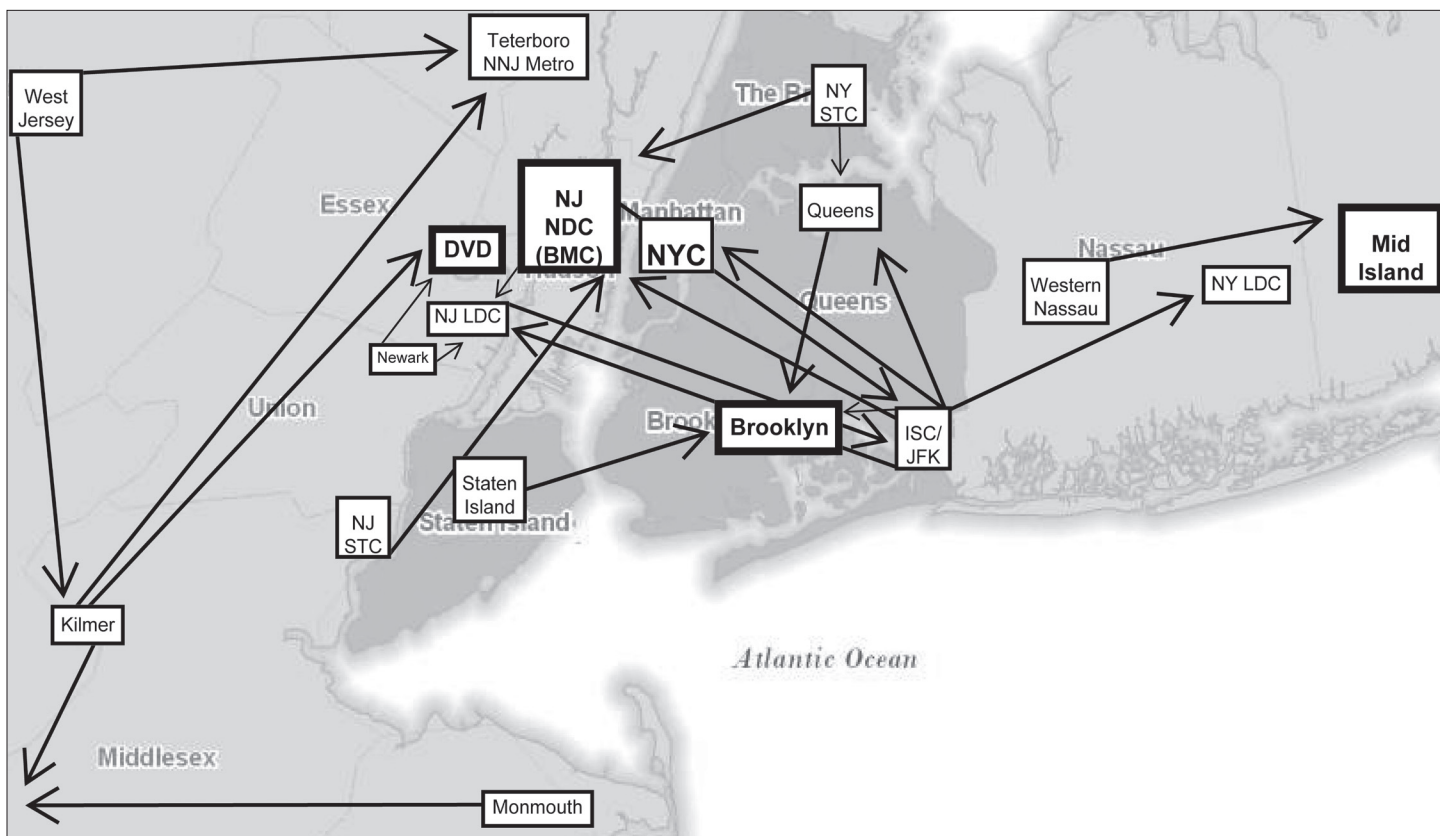 Teterboro
NNJ Metro
West
Jersey
The Br
NY
STC
Essex
NJ
NDC
(BMC)
Manhattan
Queens
DVD
Hudson
NYC
Nassau
Mid
Island
Western
Nassau
NY LDC
Queens
NJ LDC
Newark
Union
Brook
Brooklyn
ISC/
JFK
Staten
Island
NJ
STC
Staten Island
Kilmer
Atlantic Ocean
Middlesex
Monmouth